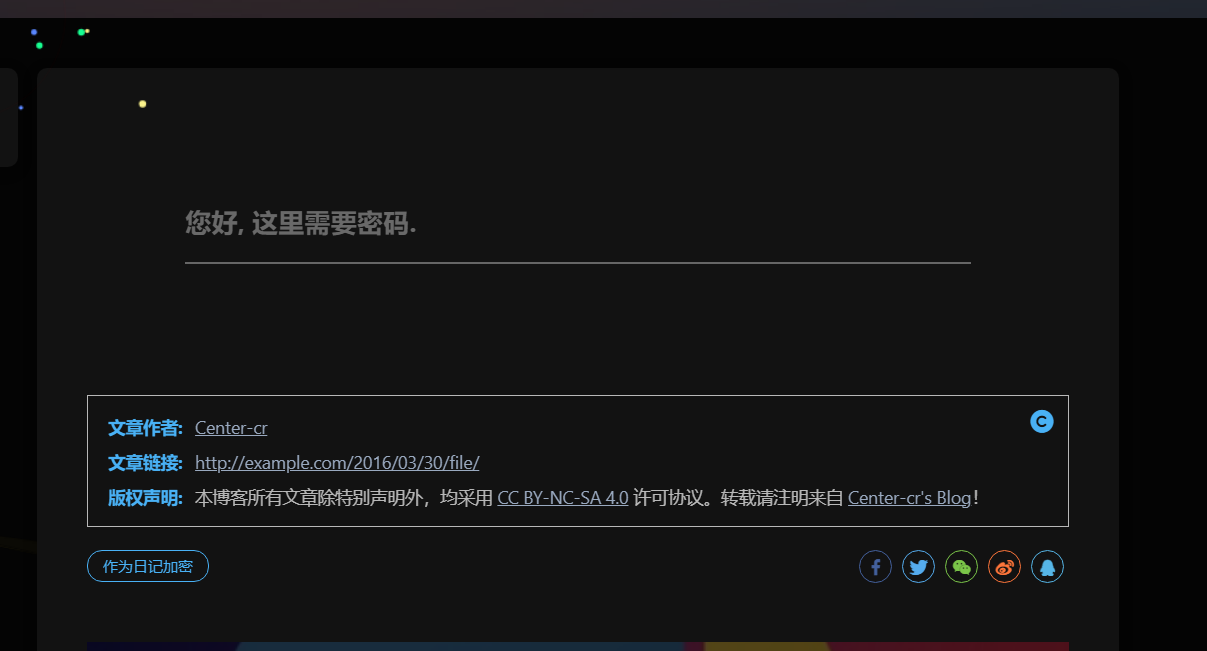 您好, 这里需要密码.
文章作者: Center-cr
文章链接: http://example.com/2016/03/30/file/
版权声明: 本博客所有文章除特别声明外，均采用 CC BY-NC-SA 4.0 许可协议。转载请注明来自 Center-cr's Blog！
作为日记加密